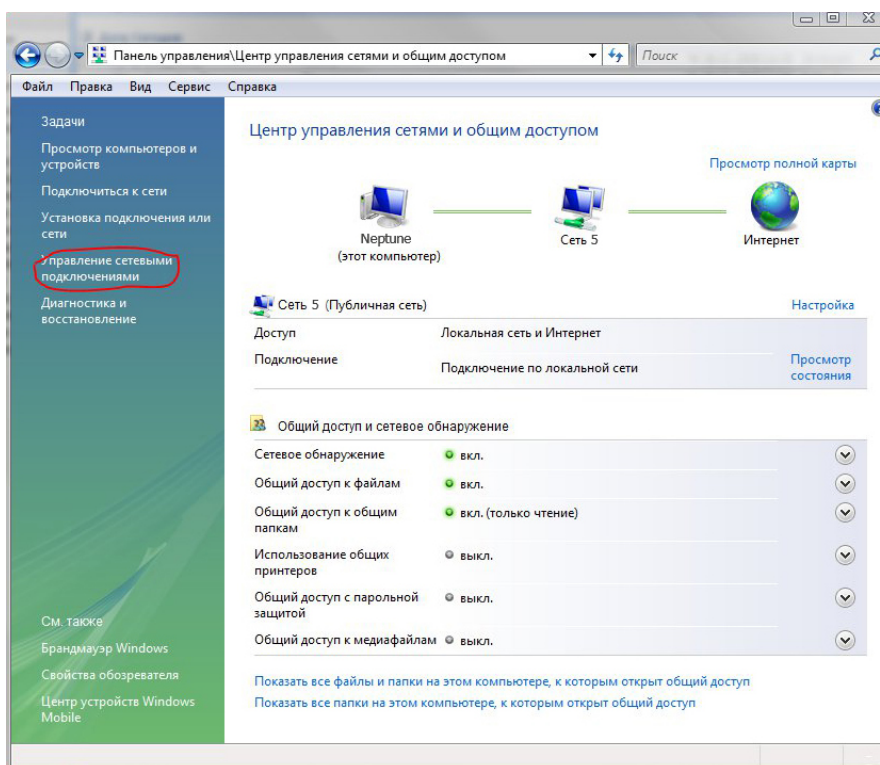 Панель управления\Центр управления сетями и общим доступом
Поиск
Файл Правка Вид Сервис Справка
Задачи
Просмотр компьютеров и
устройств
Подключиться к сети
Установка подключения или
сети
Управление сетевыми
подключениями
Диагностика и
восстановление
См. также
Брандмауэр Windows
Свойства обозревателя
Центр устройств Windows
Mobile
Центр управления сетями и общим доступом
Просмотр полной карты
Neptune
(этот компьютер)
Сеть 5
Интернет
Сеть 5 (Публичная сеть)
Настройка
Доступ
Локальная сеть и Интернет
Подключение
Подключение по локальной сети
Просмотр
состояния
Общий доступ и сетевое обнаружение
Сетевое обнаружение
вкл.
Общий доступ к файлам
вкл.
Общий доступ к общим
папкам
вкл. (только чтение)
Использование общих
принтеров
выкл.
Общий доступ с парольной
защитой
выкл.
Общий доступ к медиафайлам
выкл.
Показать все файлы и папки на этом компьютере, к которым открыт общий доступ
Показать все папки на этом компьютере, к которым открыт общий доступ